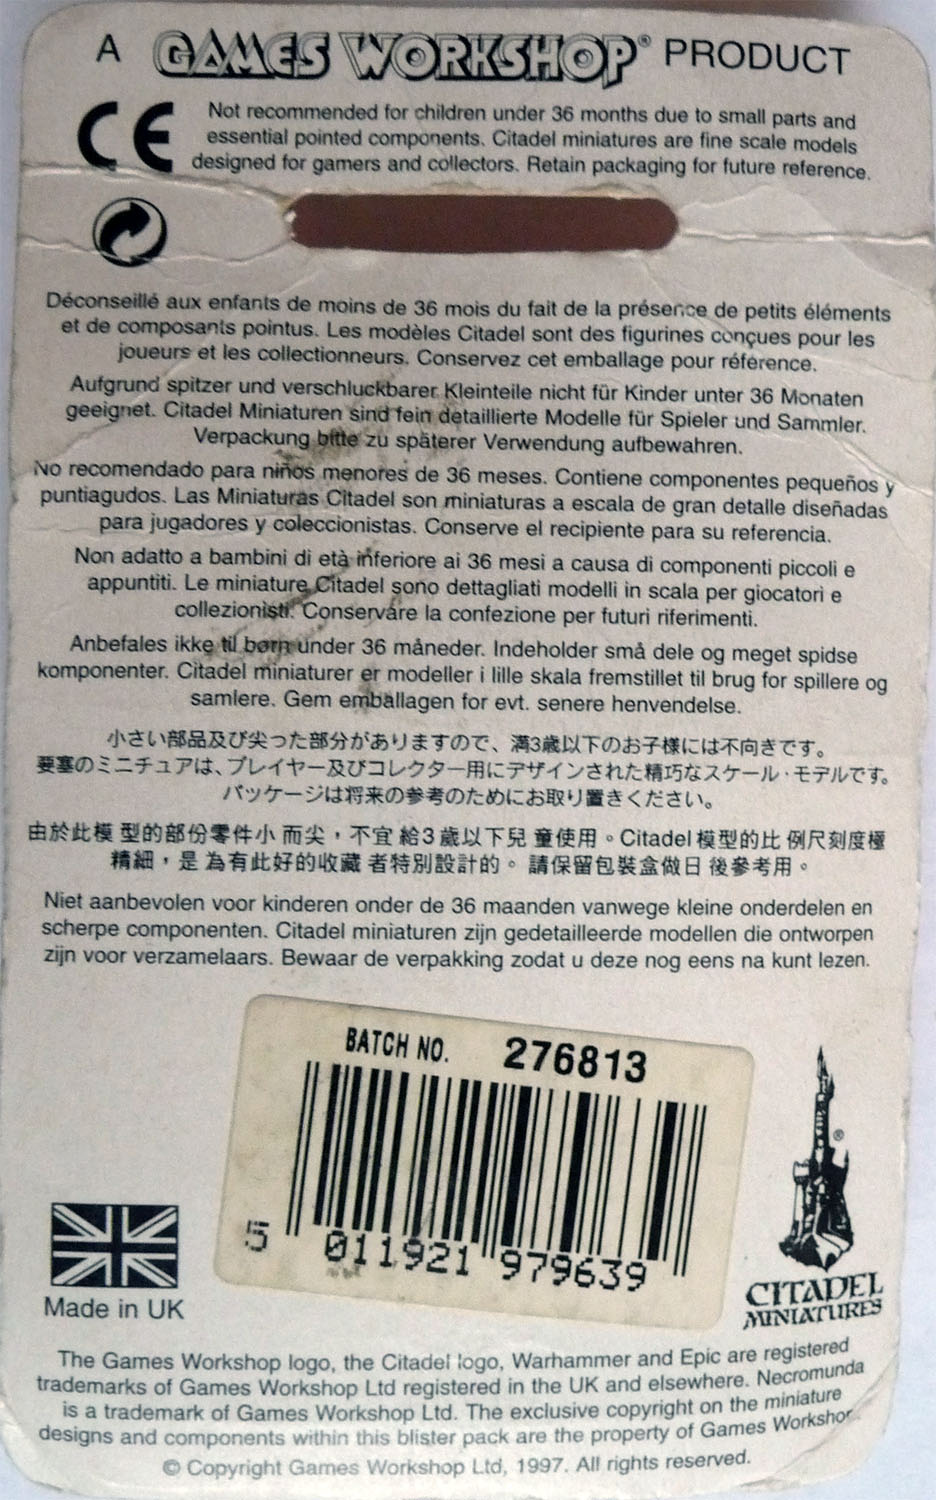 A GAMES WORKSHOP® PRODUCT
CE
Not recommended for children under 36 months due to small parts and
essential pointed components. Citadel miniatures are fine scale models
designed for gamers and collectors. Retain packaging for future reference.
Déconseillé aux enfants de moins de 36 mois du fait de la présence de petits éléments
et de composants pointus. Les modèles Citadel sont des figurines conçues pour les
joueurs et les collectionneurs. Conservez cet emballage pour référence.
Aufgrund spitzer und verschluckbarer Kleinteile nicht für Kinder unter 36 Monaten
geeignet. Citadel Miniaturen sind fein detaillierte Modelle für Spieler und Sammler.
Verpackung bitte zu späterer Verwendung aufbewahren.
No recomendado para niños menores de 36 meses. Contiene componentes pequeños y
puntiagudos. Las Miniaturas Citadel son miniaturas a escala de gran detalle diseñadas
para jugadores y coleccionistas. Conserve el recipiente para su referencia.
Non adatto a bambini di età inferiore ai 36 mesi a causa di componenti piccoli e
appuntiti. Le miniature Citadel sono dettagliati modelli in scala per giocatori e
collezionisti. Conservare la confezione per futuri riferimenti.
Anbefales ikke til børn under 36 måneder. Indeholder små dele og meget spidse
komponenter. Citadel miniaturer er modeller i lille skala fremstillet til brug for spillere og
samlere. Gem emballagen for evt. senere henvendelse.
小さい部品及び尖った部分がありますので、満3歳以下のお子様には不向きです。
要塞のミニチュアは、プレイヤー及びコレクター用にデザインされた精巧なスケール・モデルです。
パッケージは将来の参考のためにお取り置きください。
由於此模型的部份零件小而尖，不宜給3歲以下兒童使用。Citadel模型的比例尺刻度極
精細，是為有此好的收藏者特別設計的。請保留包裝盒做日後參考用。
Niet aanbevolen voor kinderen onder de 36 maanden vanwege kleine onderdelen en
scherpe componenten. Citadel miniaturen zijn gedetailleerde modellen die ontworpen
zijn voor verzamelaars. Bewaar de verpakking zodat u deze nog eens na kunt lezen.
BATCH NO. 276813
5 011921 979639
Made in UK
®
CITADEL
MINIATURES
The Games Workshop logo, the Citadel logo, Warhammer and Epic are registered
trademarks of Games Workshop Ltd registered in the UK and elsewhere. Necromunda
is a trademark of Games Workshop Ltd. The exclusive copyright on the miniature
designs and components within this blister pack are the property of Games Workshop
© Copyright Games Workshop Ltd, 1997. All rights reserved.